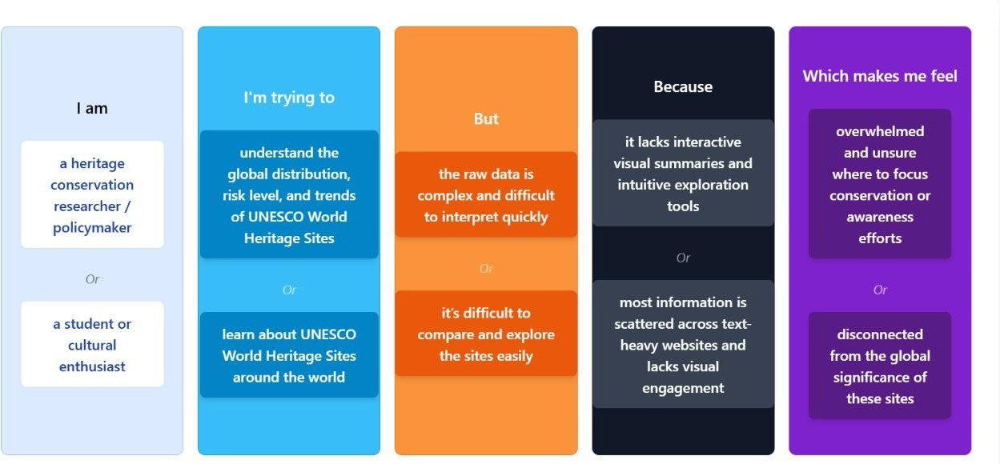 I am
a heritage
conservation
researcher /
policymaker
Or
a student or
cultural
enthusiast
I'm trying to
understand the
global distribution,
risk level, and trends
of UNESCO World
Heritage Sites
Or
learn about UNESCO
World Heritage Sites
around the world
But
the raw data is
complex and difficult
to interpret quickly
Or
it’s difficult to
compare and explore
the sites easily
Because
it lacks interactive
visual summaries and
intuitive exploration
tools
Or
most information is
scattered across text-
heavy websites and
lacks visual
engagement
Which makes me feel
overwhelmed
and unsure
where to focus
conservation or
awareness
efforts
Or
disconnected
from the global
significance of
these sites